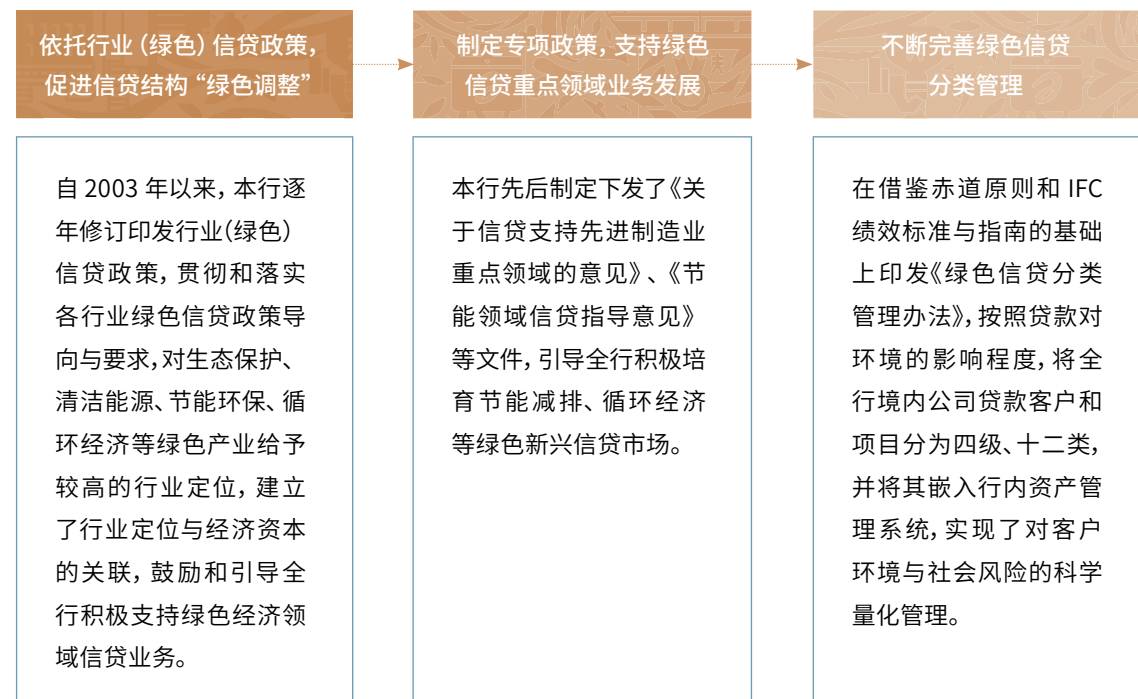 依托行业（绿色）信贷政策，
促进信贷结构“绿色调整”
自 2003 年以来，本行逐
年修订印发行业（绿色）
信贷政策，贯彻和落实
各行业绿色信贷政策导
向与要求，对生态保护、
清洁能源、节能环保、循
环经济等绿色产业给予
较高的行业定位，建立
了行业定位与经济资本
的关联，鼓励和引导全
行积极支持绿色经济领
域信贷业务。
制定专项政策，支持绿色
信贷重点领域业务发展
本行先后制定下发了《关
于信贷支持先进制造业
重点领域的意见》、《节
能领域信贷指导意见》
等文件，引导全行积极培
育节能减排、循环经济
等绿色新兴信贷市场。
不断完善绿色信贷
分类管理
在借鉴赤道原则和 IFC
绩效标准与指南的基础
上印发《绿色信贷分类
管理办法》，按照贷款对
环境的影响程度，将全
行境内公司贷款客户和
项目分为四级、十二类，
并将其嵌入行内资产管
理系统，实现了对客户
环境与社会风险的科学
量化管理。